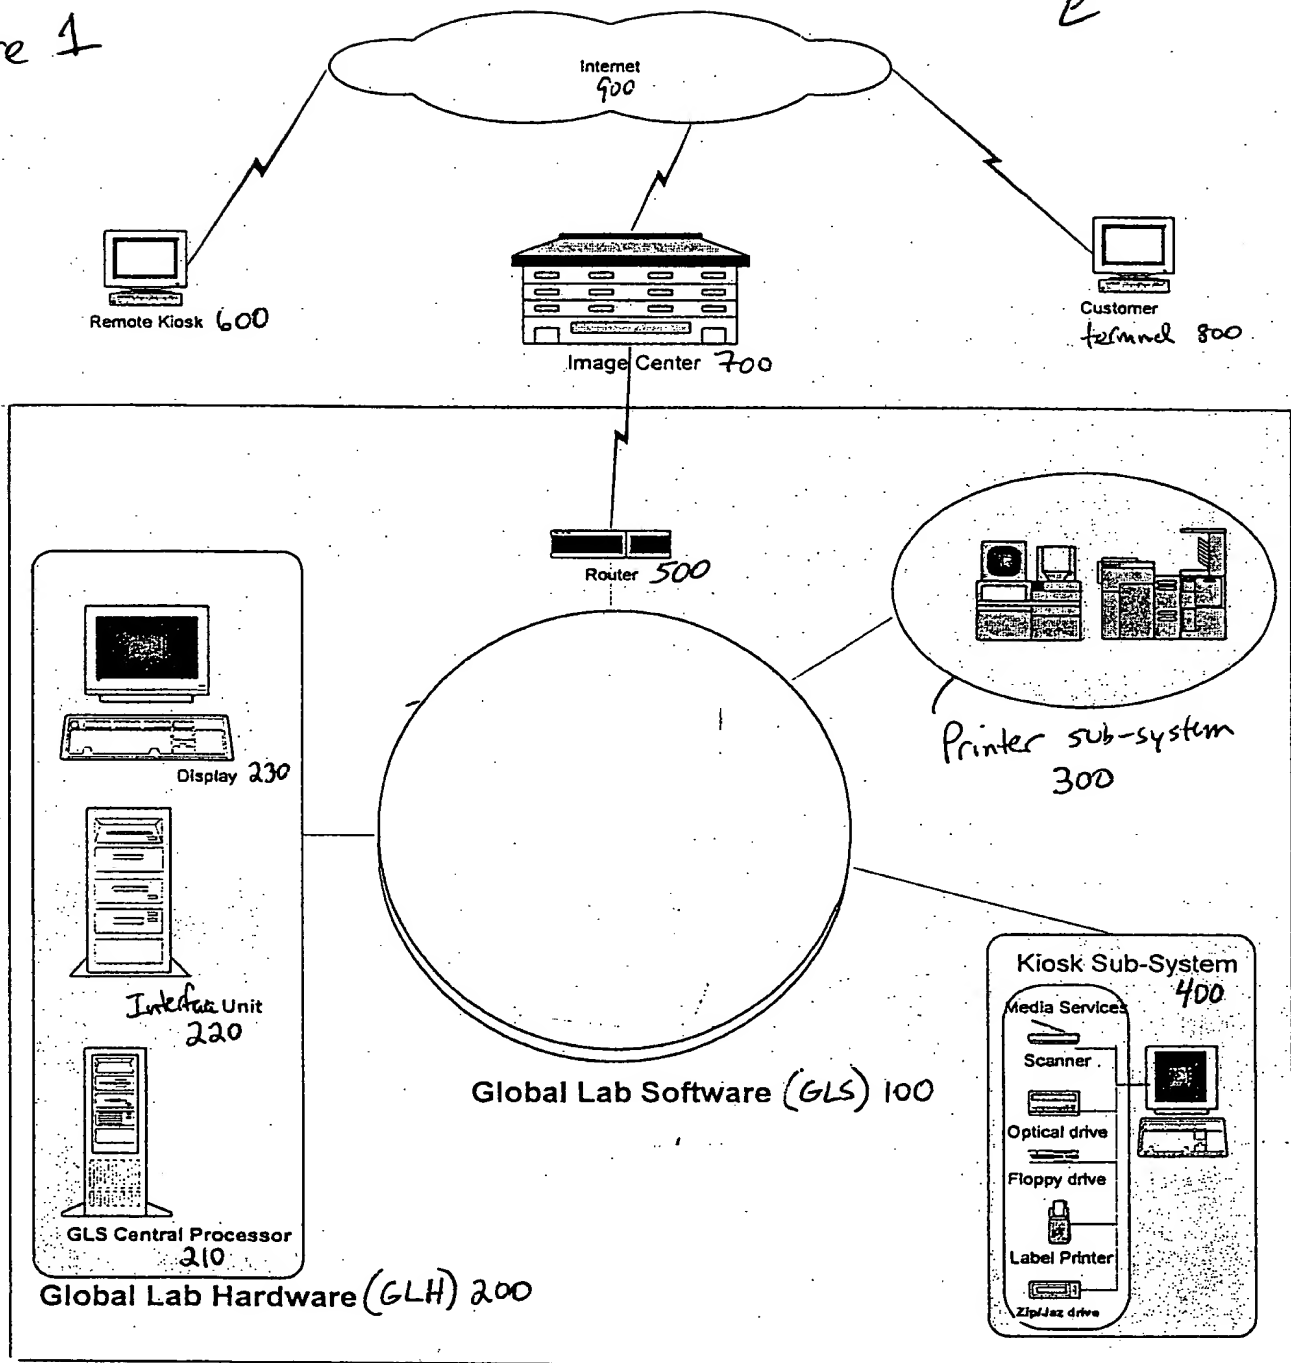 re 1
Internet
900
Remote Kiosk 600
Image Center 700
Customer
terminal 800
Router 500
Printer sub-system
300
Display 230
Interface Unit
220
GLS Central Processor
210
Global Lab Hardware (GLH) 200
Global Lab Software (GLS) 100
Kiosk Sub-System
400
Media Services
Scanner
Optical drive
Floppy drive
Label Printer
Zip/Jaz drive